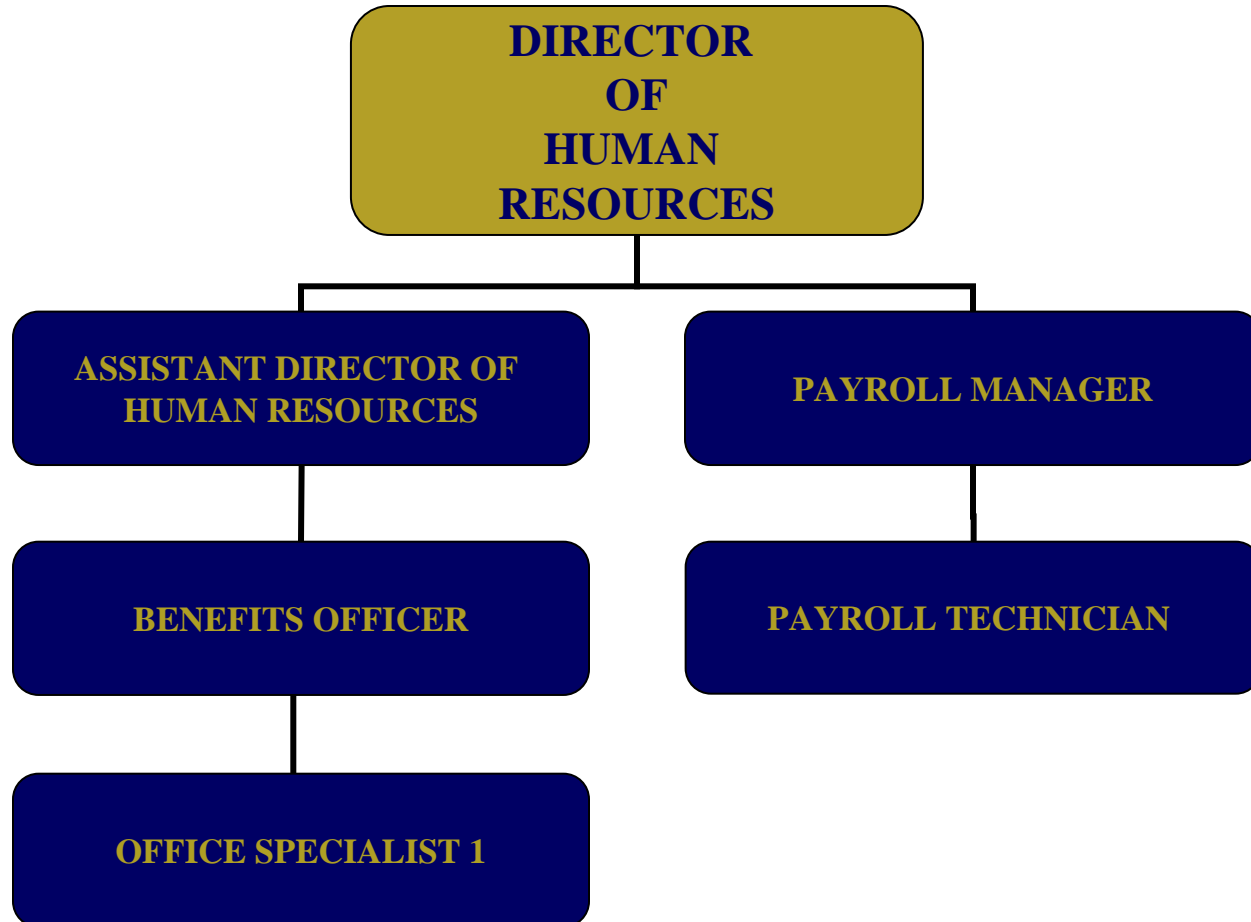 DIRECTOR
OF
HUMAN
RESOURCES
ASSISTANT DIRECTOR OF
HUMAN RESOURCES
PAYROLL MANAGER
BENEFITS OFFICER
PAYROLL TECHNICIAN
OFFICE SPECIALIST 1